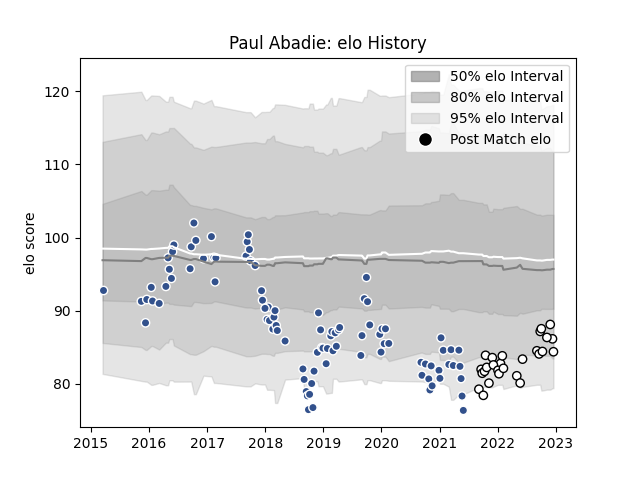 Paul Abadie: elo History
50% elo Interval
80% elo Interval
95% elo Interval
Post Match elo
elo score
120
110
100
90
80
2015 2016 2017 2018 2019 2020 2021 2022 2023